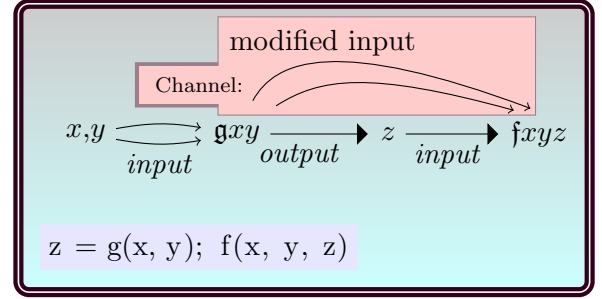 modified input
Channel:
x,y 𝔤xy z 𝔣xyz
input output input
z = g(x, y); f(x, y, z)